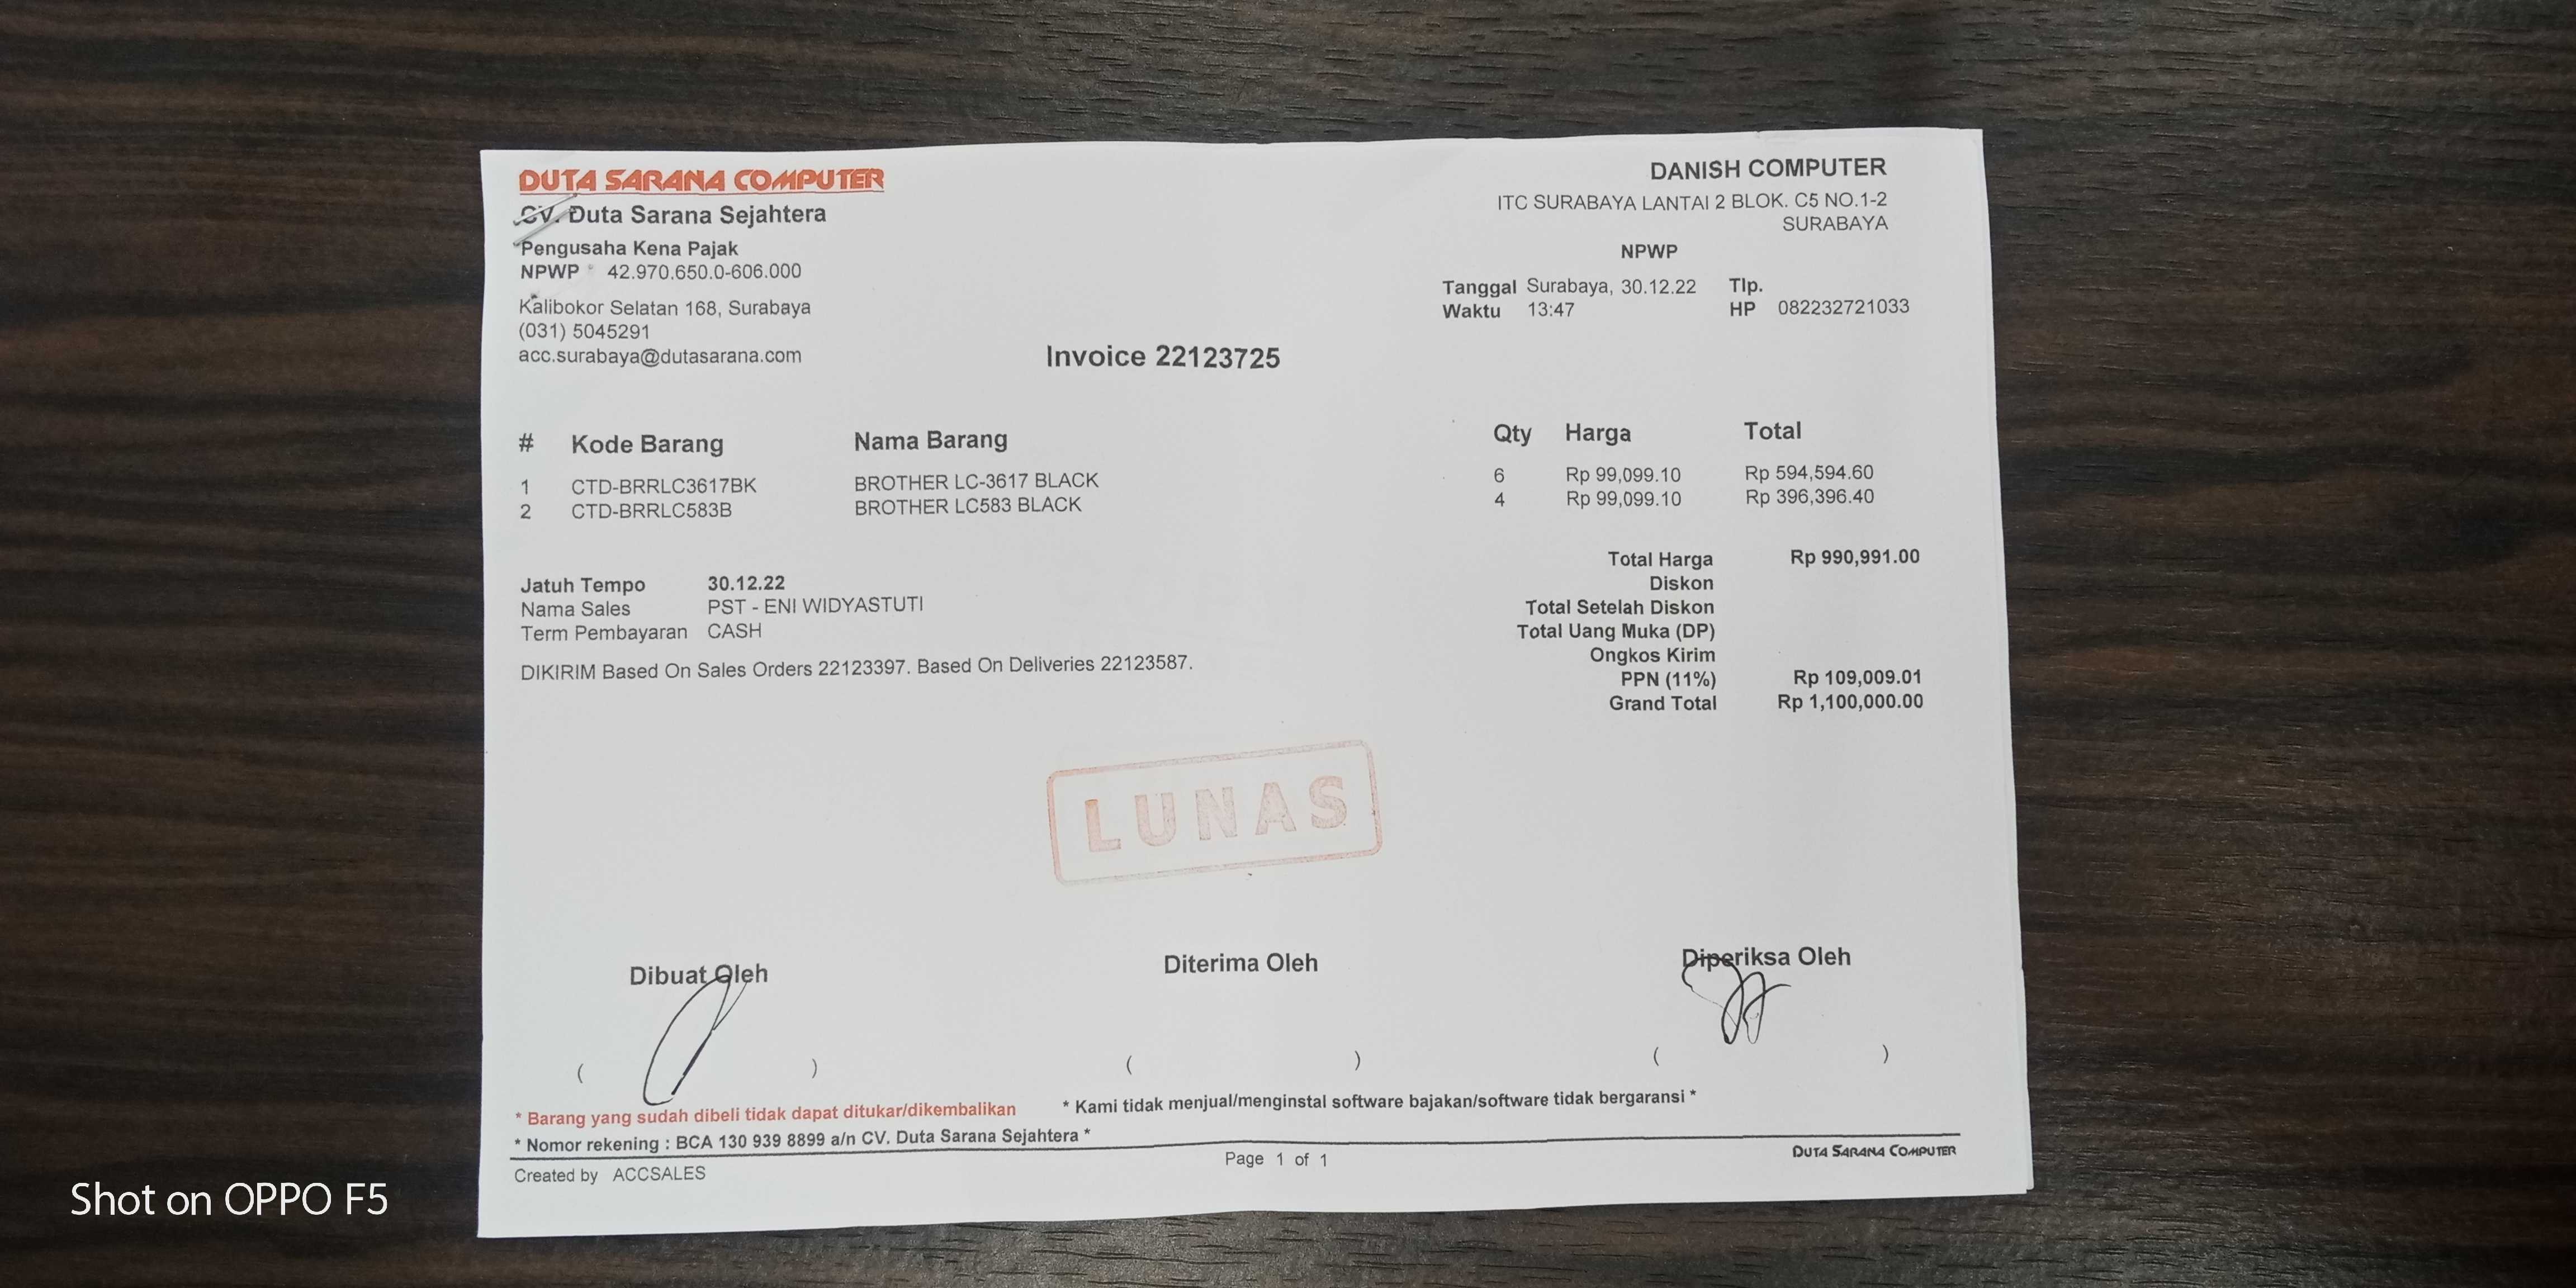 DUTA SARANA COMPUTER
CV. Duta Sarana Sejahtera
Pengusaha Kena Pajak
NPWP 42.970.650.0-606.000
Kalibokor Selatan 168, Surabaya
(031) 5045291
acc.surabaya@dutasarana.com
DANISH COMPUTER
ITC SURABAYA LANTAI 2 BLOK. C5 NO.1-2
SURABAYA
NPWP
Tanggal Surabaya, 30.12.22 Tlp.
Waktu 13:47 HP 082232721033
Invoice 22123725
# Kode Barang Nama Barang Qty Harga Total
1 CTD-BRRLC3617BK BROTHER LC-3617 BLACK 6 Rp 99,099.10 Rp 594,594.60
2 CTD-BRRLC583B BROTHER LC583 BLACK 4 Rp 99,099.10 Rp 396,396.40
Jatuh Tempo 30.12.22
Nama Sales PST - ENI WIDYASTUTI
Term Pembayaran CASH
DIKIRIM Based On Sales Orders 22123397. Based On Deliveries 22123587.
Total Harga Rp 990,991.00
Diskon
Total Setelah Diskon
Total Uang Muka (DP)
Ongkos Kirim
PPN (11%) Rp 109,009.01
Grand Total Rp 1,100,000.00
LUNAS
Dibuat Oleh Diterima Oleh Diperiksa Oleh
( ) ( ) ( )
* Barang yang sudah dibeli tidak dapat ditukar/dikembalikan * Kami tidak menjual/menginstal software bajakan/software tidak bergaransi *
* Nomor rekening : BCA 130 939 8899 a/n CV. Duta Sarana Sejahtera *
Created by ACCSALES Page 1 of 1 DUTA SARANA COMPUTER
Shot on OPPO F5